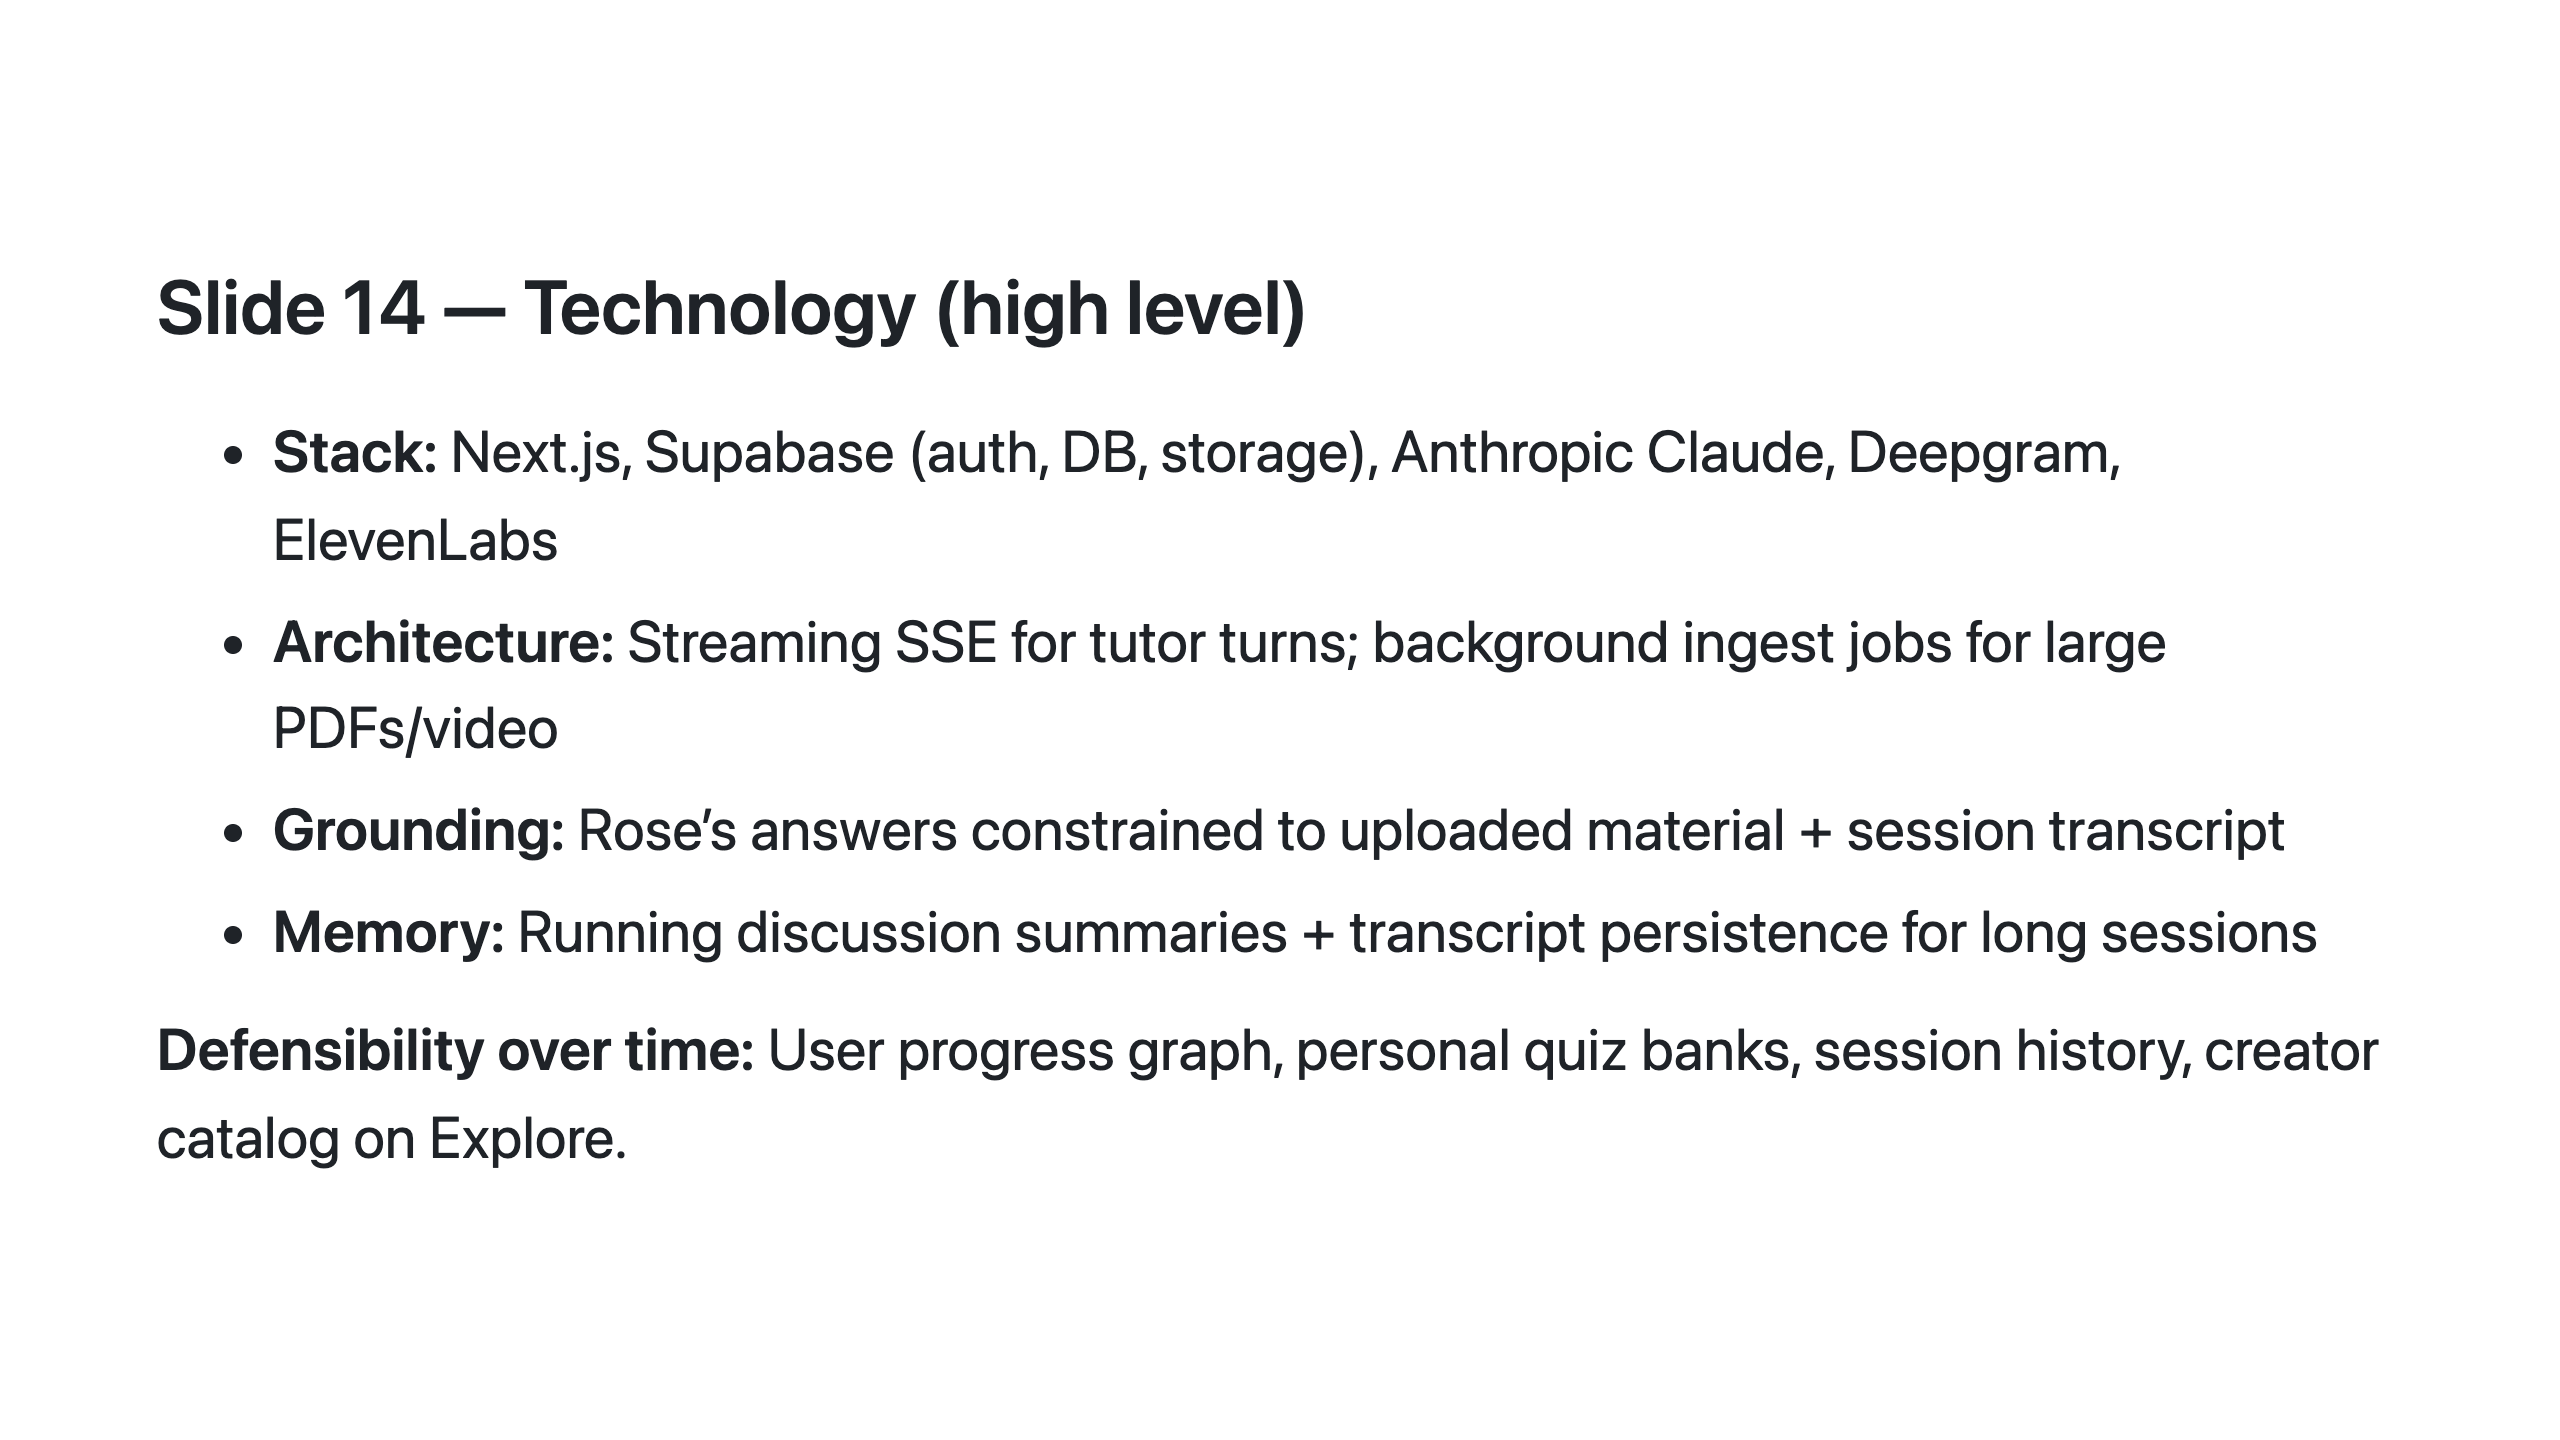 Slide 14 — Technology (high level)
• Stack: Next.js, Supabase (auth, DB, storage), Anthropic Claude, Deepgram,
ElevenLabs
• Architecture: Streaming SSE for tutor turns; background ingest jobs for large
PDFs/video
• Grounding: Rose’s answers constrained to uploaded material + session transcript
• Memory: Running discussion summaries + transcript persistence for long sessions
Defensibility over time: User progress graph, personal quiz banks, session history, creator
catalog on Explore.